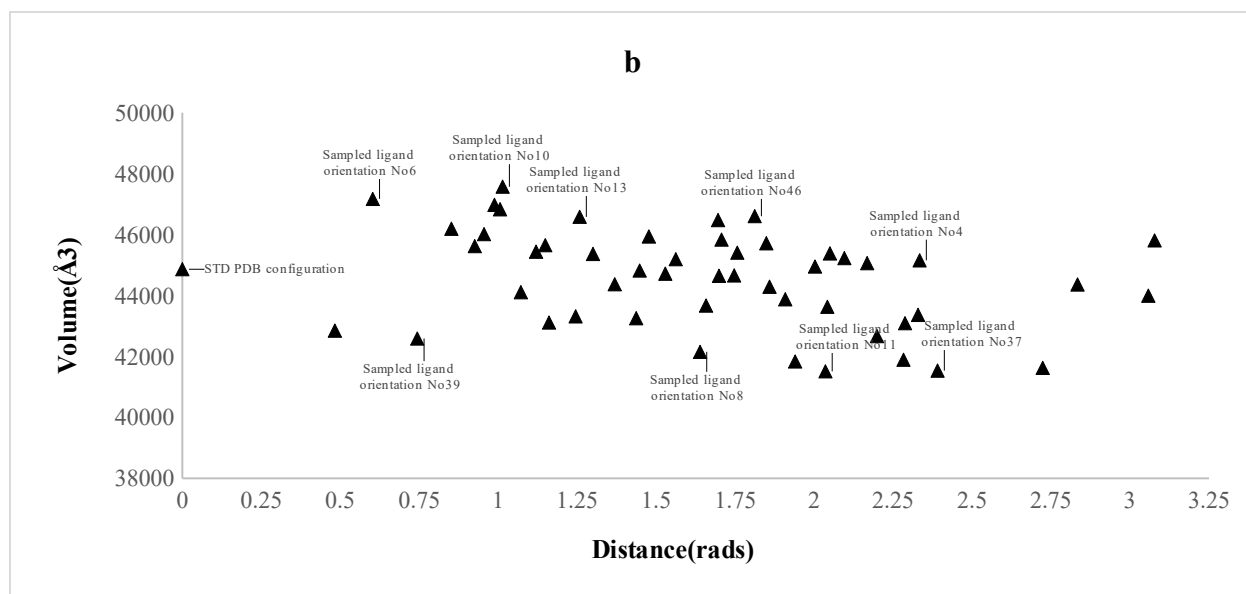 b
50000
48000
46000
44000
42000
40000
38000
Volume(Å3)
Sampled ligand
orientation No6
Sampled ligand
orientation No10
Sampled ligand
orientation No13
Sampled ligand
orientation No46
Sampled ligand
orientation No4
STD PDB configuration
Sampled ligand
orientation No39
Sampled ligand
orientation No8
Sampled ligand
orientation No11
Sampled ligand
orientation No37
0 0.25 0.5 0.75 1 1.25 1.5 1.75 2 2.25 2.5 2.75 3 3.25
Distance(rads)